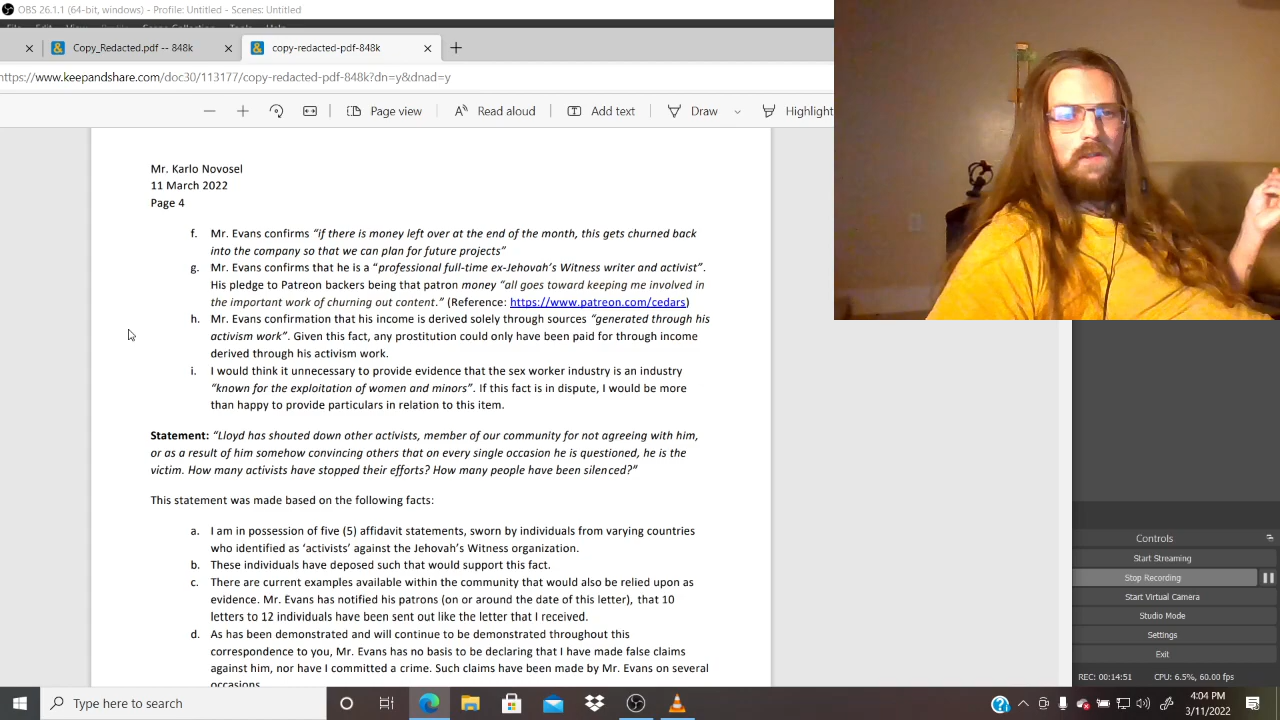 OBS 26.1.1 (64-bit, windows) - Profile: Untitled - Scenes: Untitled
File Edit View Profile Scene Collection Tools Help
Copy_Redacted.pdf -- 848k
copy-redacted-pdf-848k
https://www.keepandshare.com/doc30/113177/copy-redacted-pdf-848k?dn=y&dnad=y
Page view
Read aloud
Add text
Draw
Highlight
Mr. Karlo Novosel
11 March 2022
Page 4
f. Mr. Evans confirms “if there is money left over at the end of the month, this gets churned back
into the company so that we can plan for future projects”
g. Mr. Evans confirms that he is a “professional full-time ex-Jehovah’s Witness writer and activist”.
His pledge to Patreon backers being that patron money “all goes toward keeping me involved in
the important work of churning out content.” (Reference: https://www.patreon.com/cedars)
h. Mr. Evans confirmation that his income is derived solely through sources “generated through his
activism work”. Given this fact, any prostitution could only have been paid for through income
derived through his activism work.
i. I would think it unnecessary to provide evidence that the sex worker industry is an industry
“known for the exploitation of women and minors”. If this fact is in dispute, I would be more
than happy to provide particulars in relation to this item.
Statement: “Lloyd has shouted down other activists, member of our community for not agreeing with him,
or as a result of him somehow convincing others that on every single occasion he is questioned, he is the
victim. How many activists have stopped their efforts? How many people have been silenced?”
This statement was made based on the following facts:
a. I am in possession of five (5) affidavit statements, sworn by individuals from varying countries
who identified as ‘activists’ against the Jehovah’s Witness organization.
b. These individuals have deposed such that would support this fact.
c. There are current examples available within the community that would also be relied upon as
evidence. Mr. Evans has notified his patrons (on or around the date of this letter), that 10
letters to 12 individuals have been sent out like the letter that I received.
d. As has been demonstrated and will continue to be demonstrated throughout this
correspondence to you, Mr. Evans has no basis to be declaring that I have made false claims
against him, nor have I committed a crime. Such claims have been made by Mr. Evans on several
occasions
Controls
Start Streaming
Stop Recording
Start Virtual Camera
Studio Mode
Settings
Exit
REC: 00:14:51 CPU: 6.5%, 60.00 fps
Type here to search
4:04 PM
3/11/2022